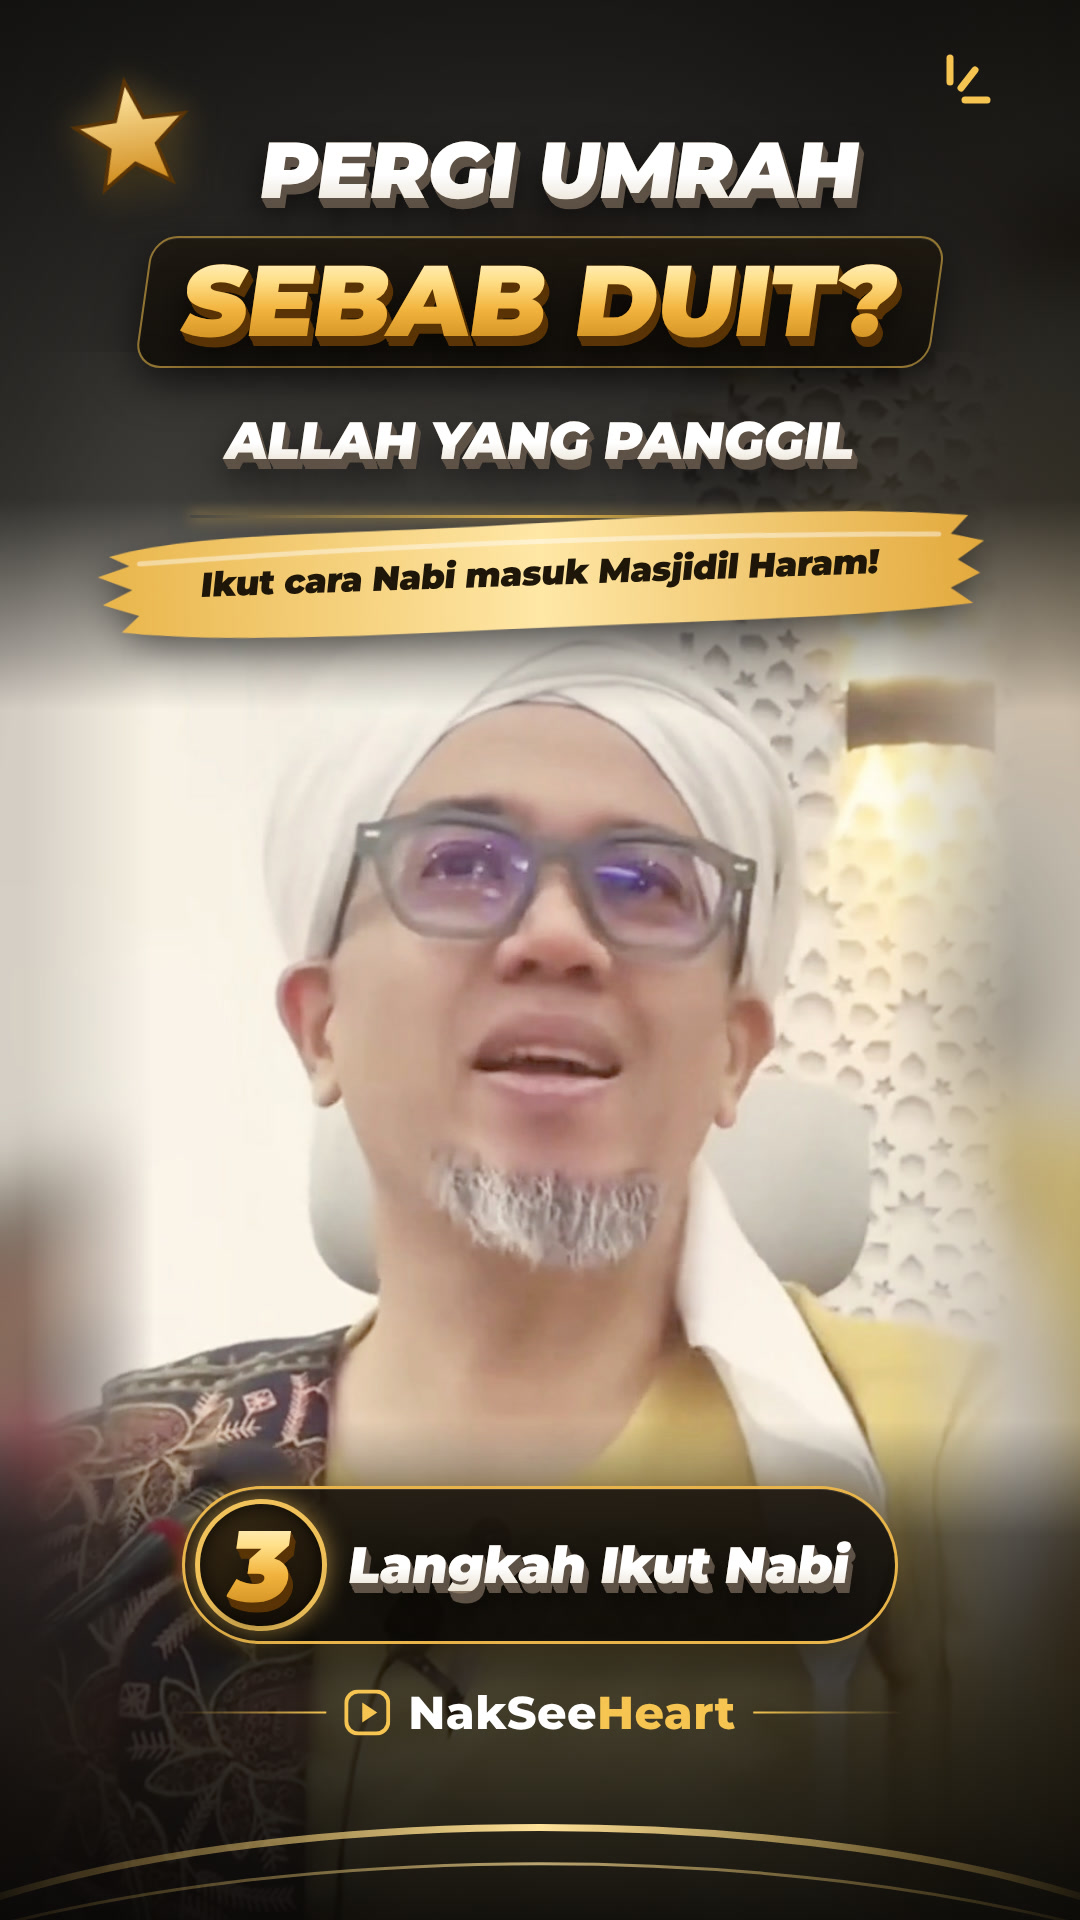 PERGI UMRAH
SEBAB DUIT?
ALLAH YANG PANGGIL
Ikut cara Nabi masuk Masjidil Haram!
3 Langkah Ikut Nabi
NakSeeHeart